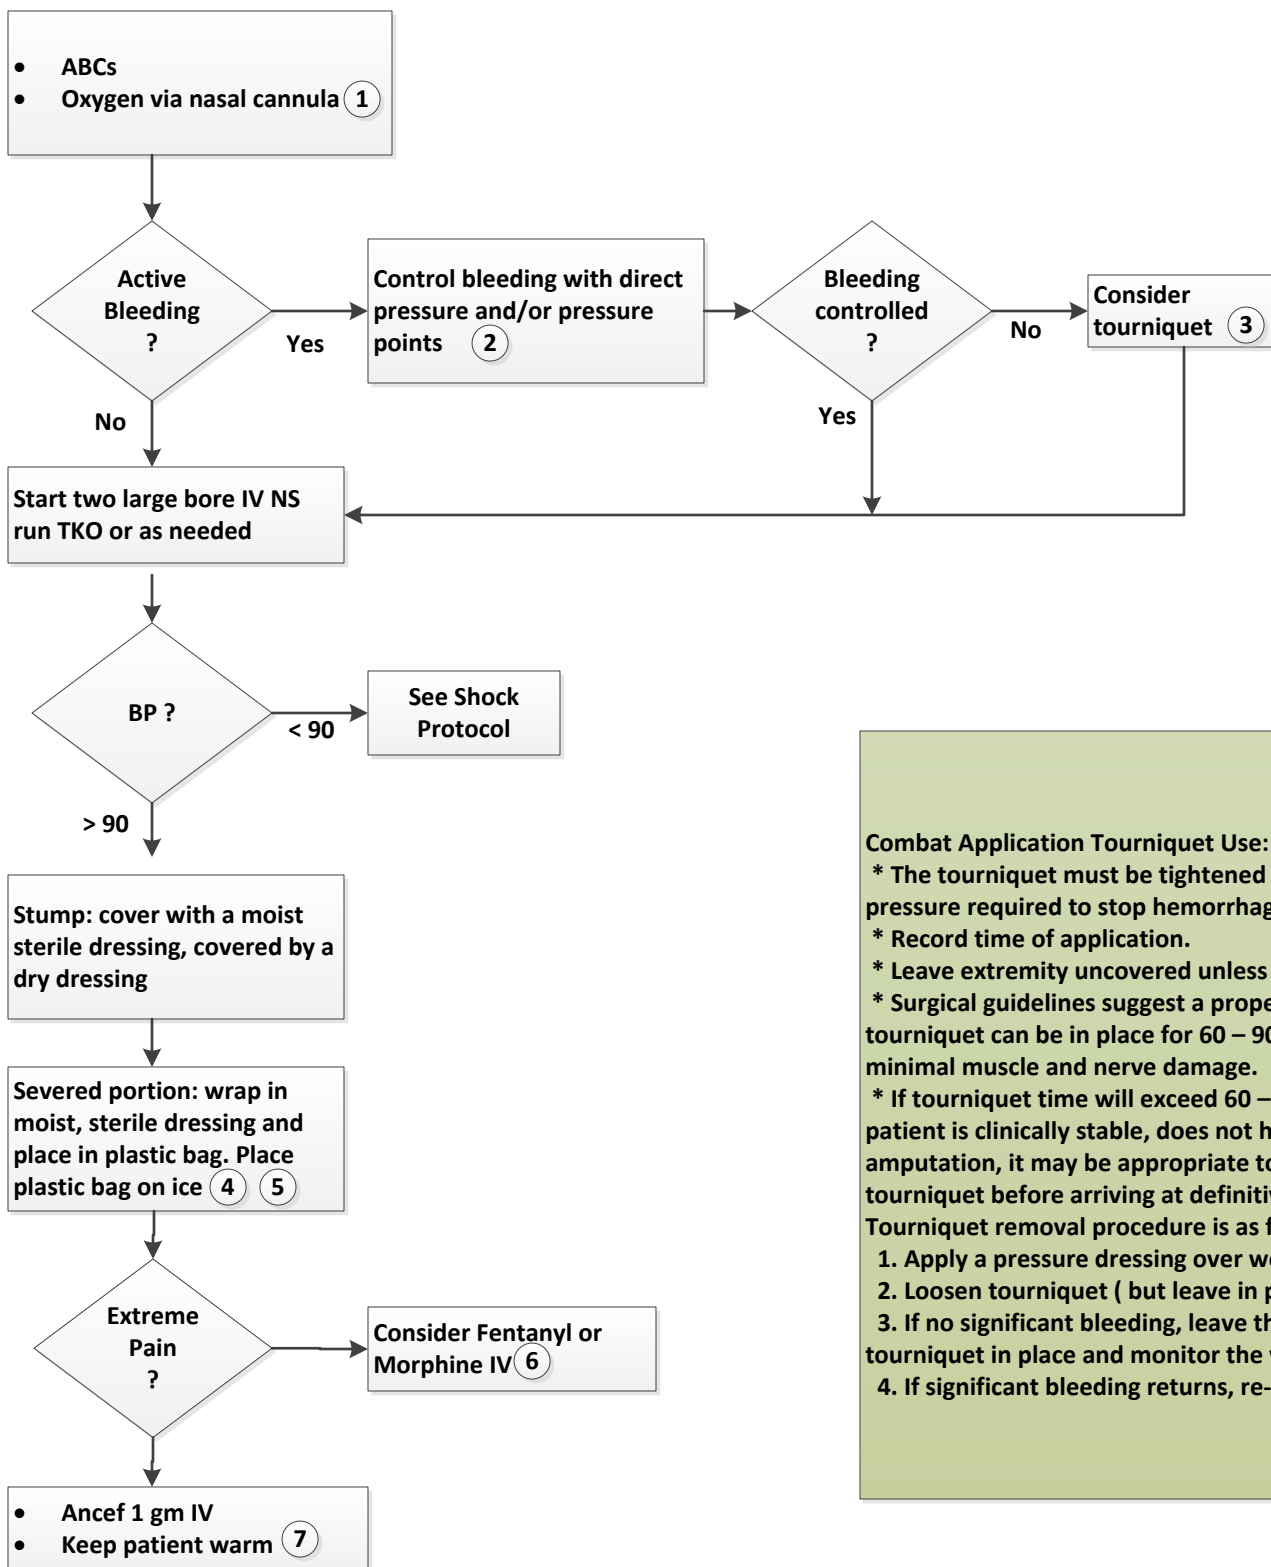 • ABCs
• Oxygen via nasal cannula 1
Active
Bleeding
?
Yes
No
Control bleeding with direct
pressure and/or pressure
points 2
Bleeding
controlled
?
No
Yes
Consider
tourniquet 3
Start two large bore IV NS
run TKO or as needed
BP ?
< 90
> 90
See Shock
Protocol
Stump: cover with a moist
sterile dressing, covered by a
dry dressing
Severed portion: wrap in
moist, sterile dressing and
place in plastic bag. Place
plastic bag on ice 4 5
Extreme
Pain
?
Consider Fentanyl or
Morphine IV 6
• Ancef 1 gm IV
• Keep patient warm 7
Combat Application Tourniquet Use:
* The tourniquet must be tightened
pressure required to stop
* Record time of application.
* Leave extremity uncovered unless
* Surgical guidelines suggest a
tourniquet can be in place for 60 –
minimal muscle and nerve damage.
* If tourniquet time will exceed 60 –
patient is clinically stable, does not
amputation, it may be appropriate
tourniquet before arriving at
Tourniquet removal procedure is as
1. Apply a pressure dressing over
2. Loosen tourniquet ( but leave in
3. If no significant bleeding, leave
tourniquet in place and monitor the
4. If significant bleeding returns,